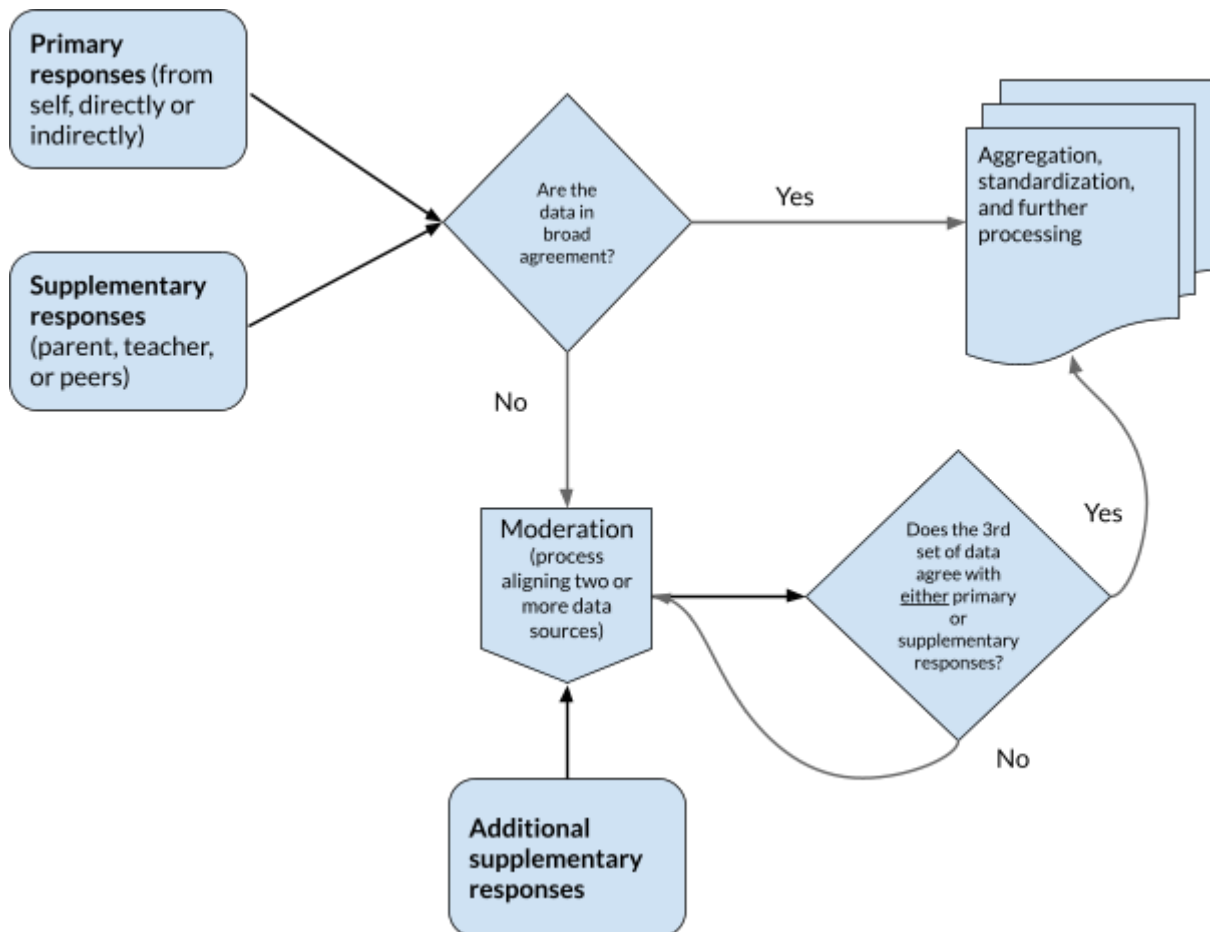 Primary
responses (from
self, directly or
indirectly)
Supplementary
responses
(parent, teacher,
or peers)
Are the
data in
broad
agreement?
Yes
Aggregation,
standardization,
and further
processing
No
Moderation
(process
aligning two or
more data
sources)
Does the 3rd
set of data
agree with
either primary
or
supplementary
responses?
Yes
No
Additional
supplementary
responses